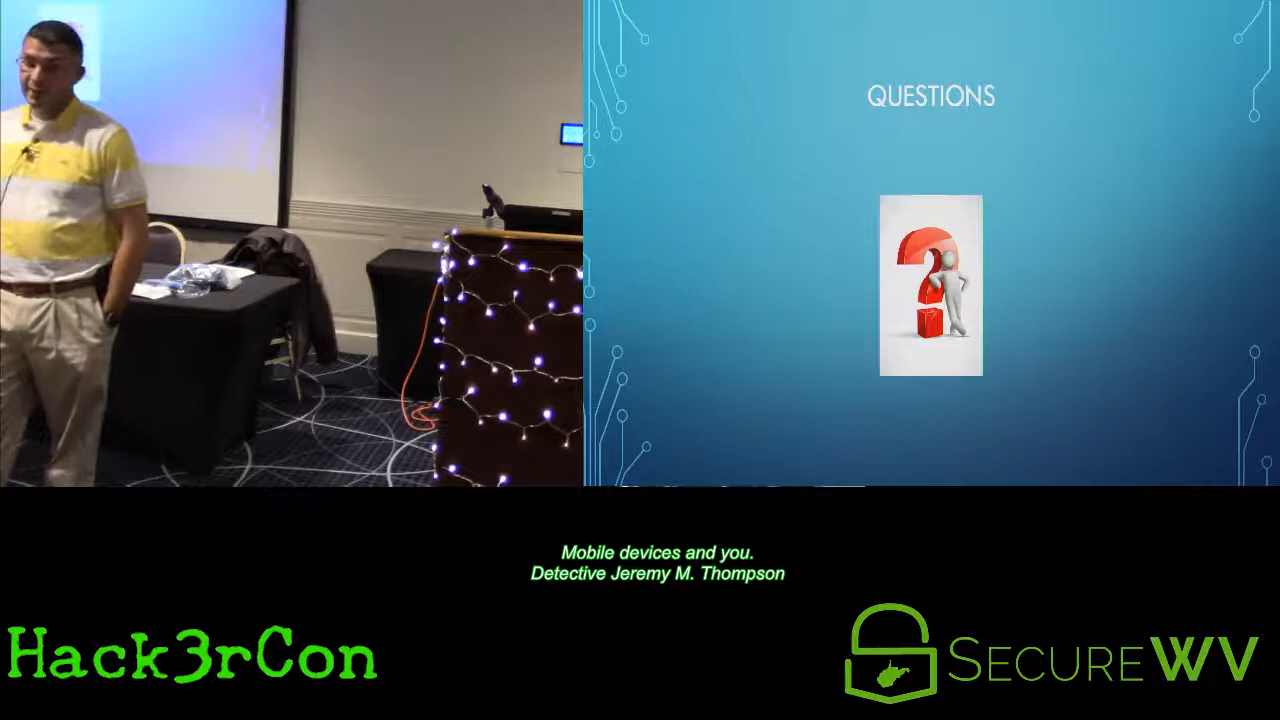 QUESTIONS
Mobile devices and you.
Detective Jeremy M. Thompson
Hack3rCon
SECUREWV